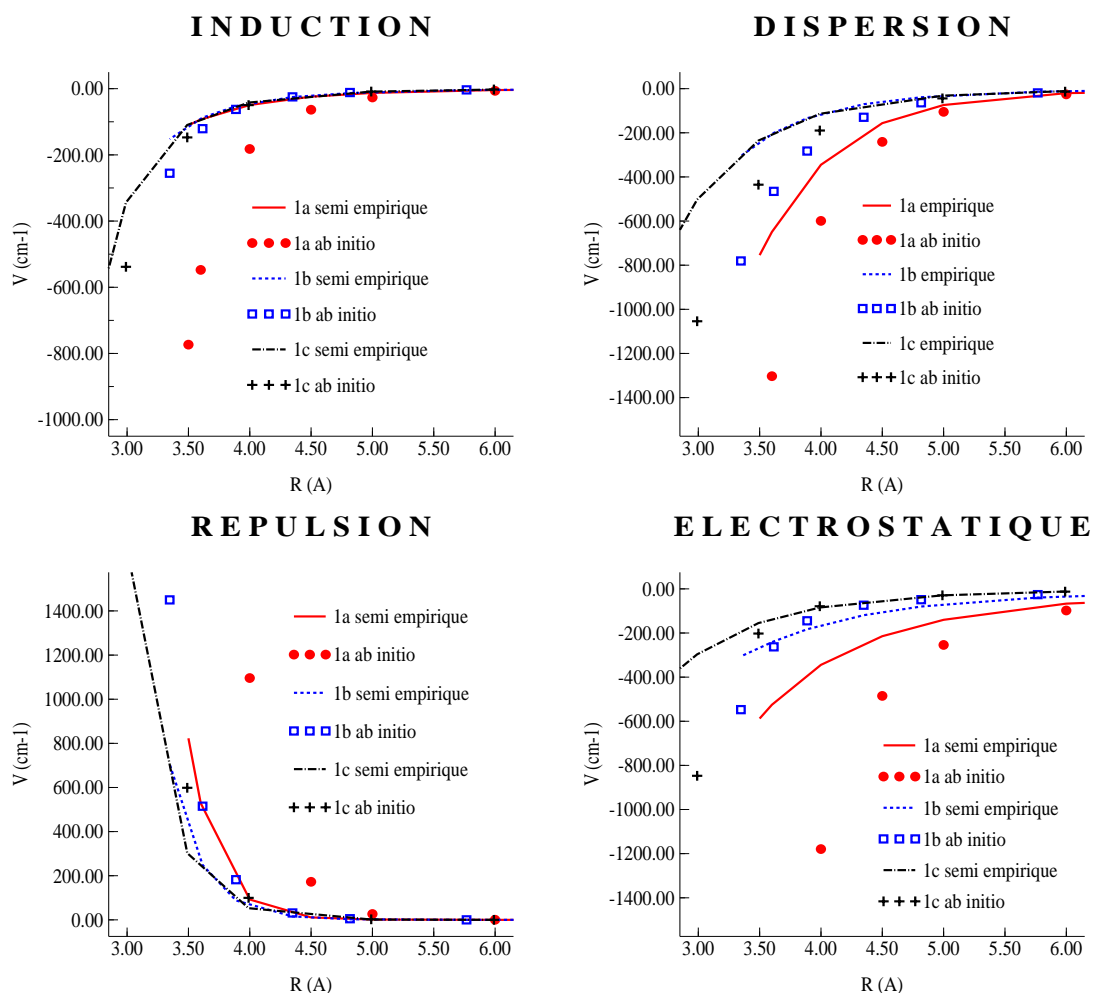 INDUCTION
0.00
-200.00
-400.00
-600.00
-800.00
-1000.00
V (cm-1)
1a semi empirique
1a ab initio
1b semi empirique
1b ab initio
1c semi empirique
1c ab initio
3.00 3.50 4.00 4.50 5.00 5.50 6.00
R (A)
DISPERSION
0.00
-200.00
-400.00
-600.00
-800.00
-1000.00
-1200.00
-1400.00
V (cm-1)
1a empirique
1a ab initio
1b empirique
1b ab initio
1c empirique
1c ab initio
3.00 3.50 4.00 4.50 5.00 5.50 6.00
R (A)
REPULSION
1400.00
1200.00
1000.00
800.00
600.00
400.00
200.00
0.00
V (cm-1)
1a semi empirique
1a ab initio
1b semi empirique
1b ab initio
1c semi empirique
1c ab initio
3.00 3.50 4.00 4.50 5.00 5.50 6.00
R (A)
ELECTROSTATIQUE
0.00
-200.00
-400.00
-600.00
-800.00
-1000.00
-1200.00
-1400.00
V (cm-1)
1a semi empirique
1a ab initio
1b semi empirique
1b ab initio
1c semi empirique
1c ab initio
3.00 3.50 4.00 4.50 5.00 5.50 6.00
R (A)